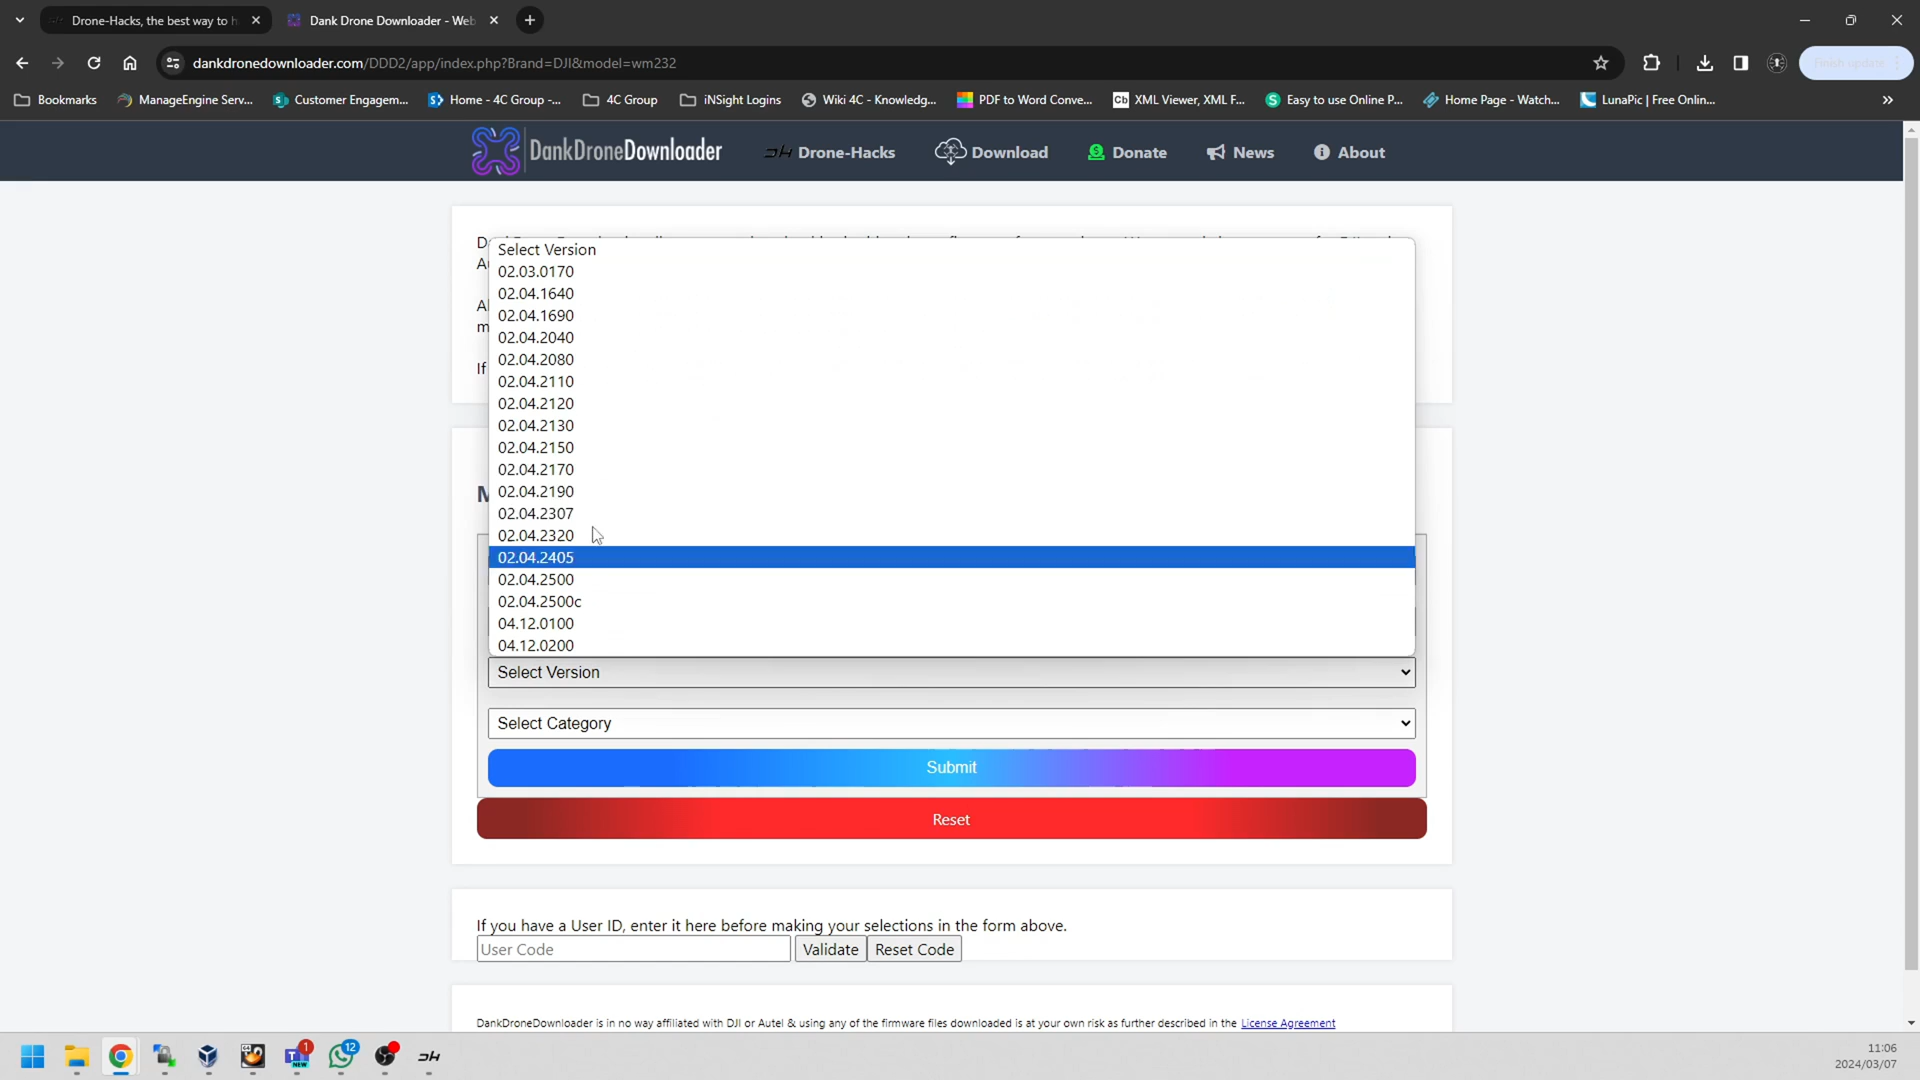 Drone-Hacks, the best way to h
Dank Drone Downloader - Web
dankdronedownloader.com/DDD2/app/index.php?Brand=DJI&model=wm232
Finish update
Bookmarks
ManageEngine Serv...
Customer Engagem...
Home - 4C Group -...
4C Group
iNSight Logins
Wiki 4C - Knowledg...
PDF to Word Conve...
Cb XML Viewer, XML F...
Easy to use Online P...
Home Page - Watch...
LunaPic | Free Onlin...
DankDroneDownloader
Drone-Hacks
Download
Donate
News
About
Select Version
02.03.0170
02.04.1640
02.04.1690
02.04.2040
02.04.2080
02.04.2110
02.04.2120
02.04.2130
02.04.2150
02.04.2170
02.04.2190
02.04.2307
02.04.2320
02.04.2405
02.04.2500
02.04.2500c
04.12.0100
04.12.0200
Select Version
Select Category
Submit
Reset
If you have a User ID, enter it here before making your selections in the form above.
User Code
Validate
Reset Code
DankDroneDownloader is in no way affiliated with DJI or Autel & using any of the firmware files downloaded is at your own risk as further described in the License Agreement
1
NEW
12
11:06
2024/03/07